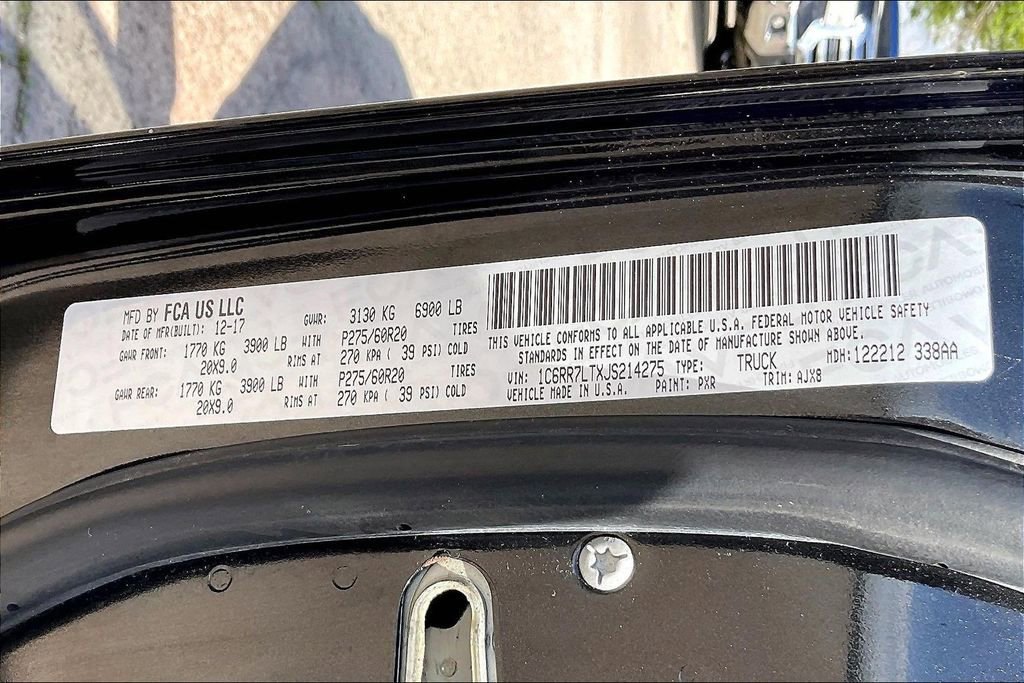 MFD BY FCA US LLC
DATE OF MFR(BUILT): 12-17 GVWR: 3130 KG 6900 LB
GAWR FRONT: 1770 KG 3900 LB WITH P275/60R20 TIRES
20X9.0 RIMS AT 270 KPA ( 39 PSI) COLD
GAWR REAR: 1770 KG 3900 LB WITH P275/60R20 TIRES
20X9.0 RIMS AT 270 KPA ( 39 PSI) COLD
THIS VEHICLE CONFORMS TO ALL APPLICABLE U.S.A. FEDERAL MOTOR VEHICLE SAFETY
STANDARDS IN EFFECT ON THE DATE OF MANUFACTURE SHOWN ABOVE.
VIN: 1C6RR7LTXJS214275 TYPE: TRUCK MDH: 122212 338AA
VEHICLE MADE IN U.S.A. PAINT: PXR TRIM: AJX8